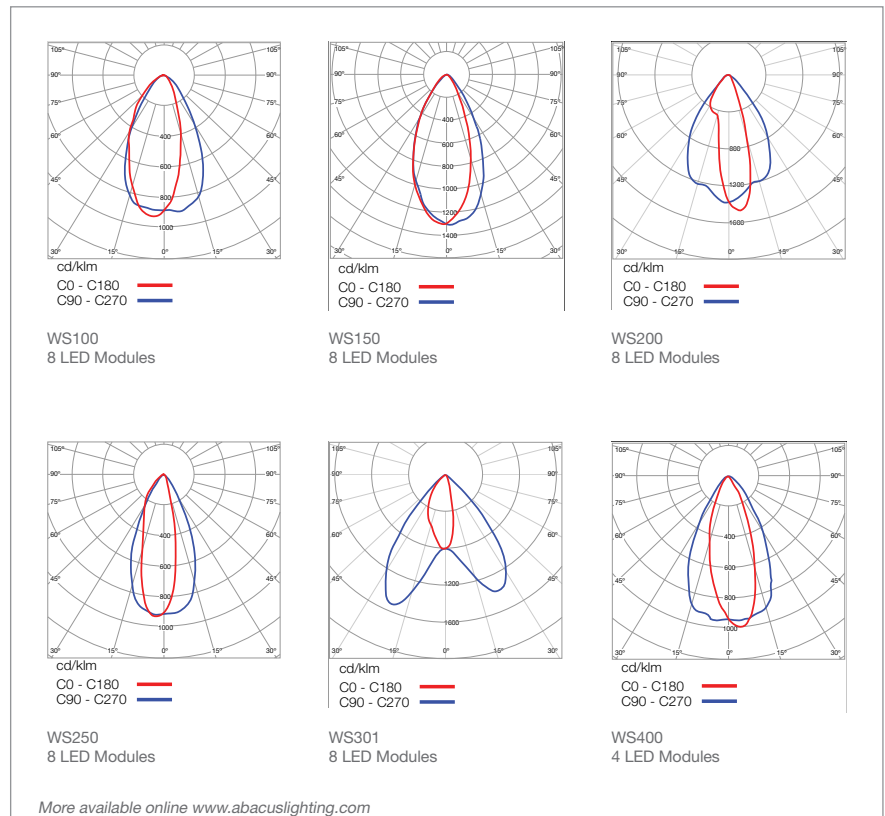 105° 105°
90° 90°
75° 75°
60° 60°
45° 45°
30° 15° 0° 15° 30°
400
600
800
1000
cd/klm
C0 - C180
C90 - C270
WS100
8 LED Modules
105° 105°
90° 90°
75° 75°
60° 60°
45° 45°
30° 15° 0° 15° 30°
400
600
800
1000
1200
1400
cd/klm
C0 - C180
C90 - C270
WS150
8 LED Modules
105° 105°
90° 90°
75° 75°
60° 60°
45° 45°
30° 15° 0° 15° 30°
800
1200
1600
cd/klm
C0 - C180
C90 - C270
WS200
8 LED Modules
105° 105°
90° 90°
75° 75°
60° 60°
45° 45°
30° 15° 0° 15° 30°
400
600
800
1000
cd/klm
C0 - C180
C90 - C270
WS250
8 LED Modules
105° 105°
90° 90°
75° 75°
60° 60°
45° 45°
30° 15° 0° 15° 30°
1200
1600
cd/klm
C0 - C180
C90 - C270
WS301
8 LED Modules
105° 105°
90° 90°
75° 75°
60° 60°
45° 45°
30° 15° 0° 15° 30°
400
600
800
1000
cd/klm
C0 - C180
C90 - C270
WS400
4 LED Modules
More available online www.abacuslighting.com